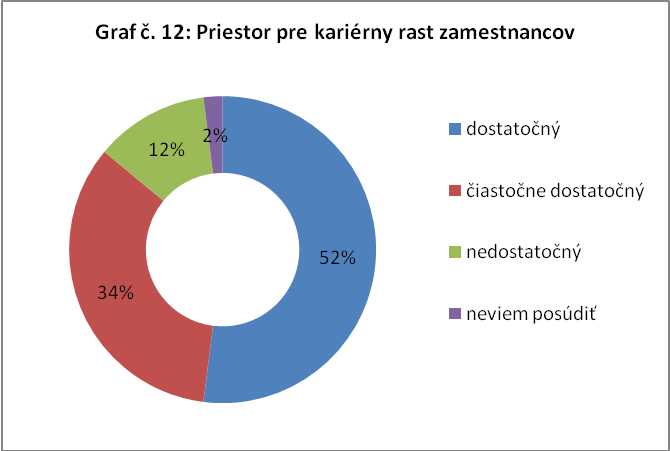 Graf č. 12: Priestor pre kariérny rast zamestnancov
2%
12%
52%
34%
dostatočný
čiastočne dostatočný
nedostatočný
neviem posúdiť